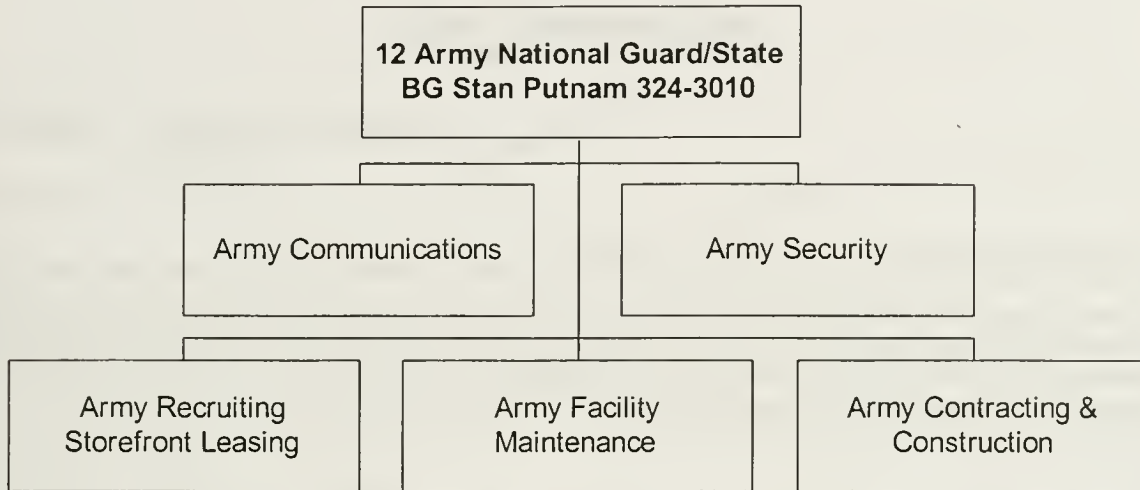 12 Army National Guard/State
BG Stan Putnam 324-3010
Army Communications
Army Security
Army Recruiting
Storefront Leasing
Army Facility
Maintenance
Army Contracting &
Construction